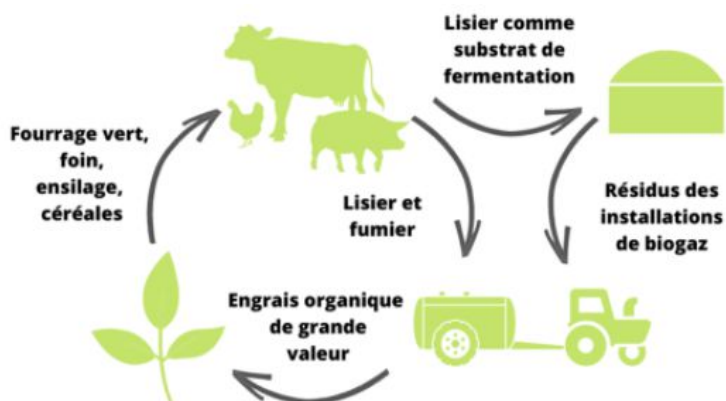 Lisier comme
substrat de
fermentation
Fourrage vert,
foin,
ensilage,
céréales
Lisier et
fumier
Résidus des
installations
de biogaz
Engrais organique
de grande
valeur